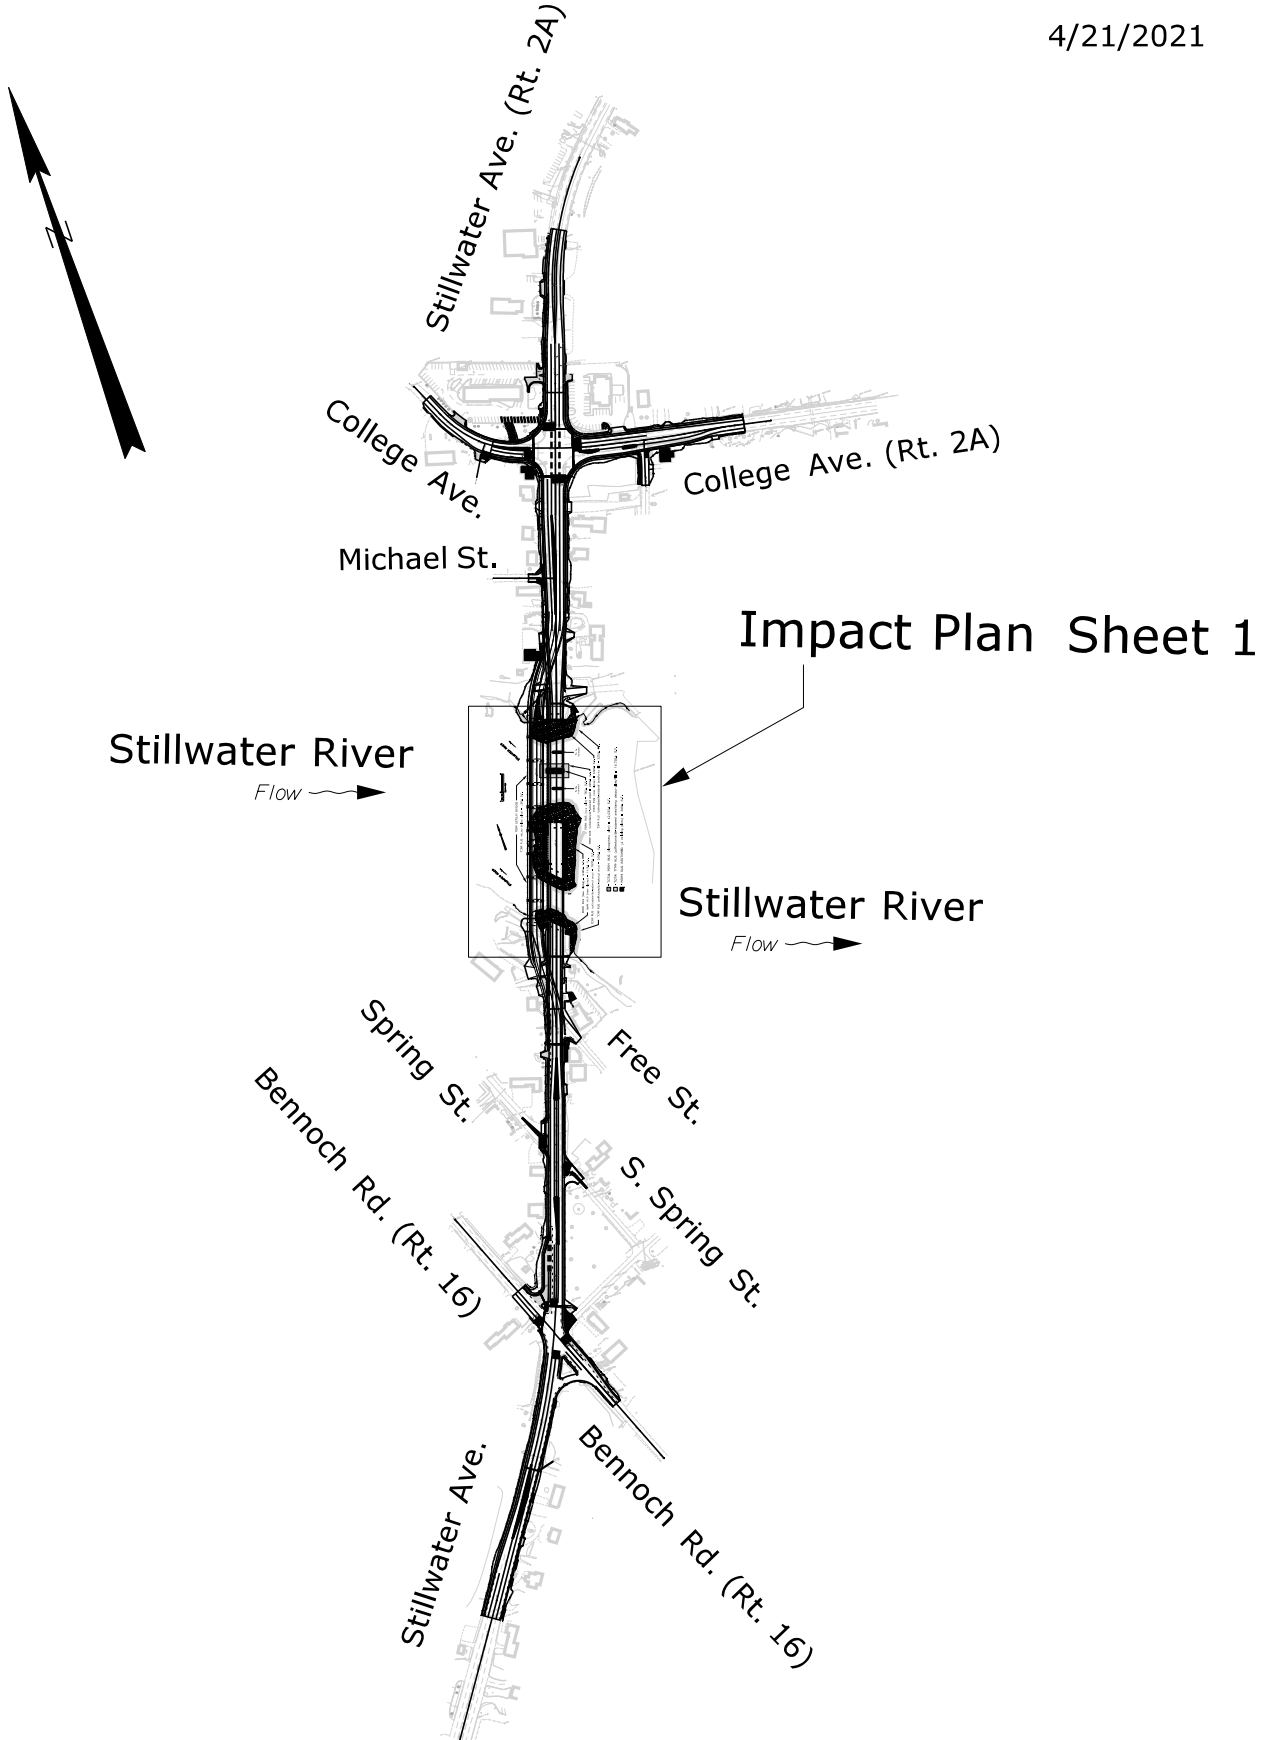 4/21/2021
Stillwater Ave. (Rt. 2A)
N
College Ave.
College Ave. (Rt. 2A)
Michael St.
Impact Plan Sheet 1
Stillwater River
Flow
Stillwater River
Flow
Spring St.
Free St.
Bennoch Rd. (Rt. 16)
S. Spring St.
Stillwater Ave.
Bennoch Rd. (Rt. 16)